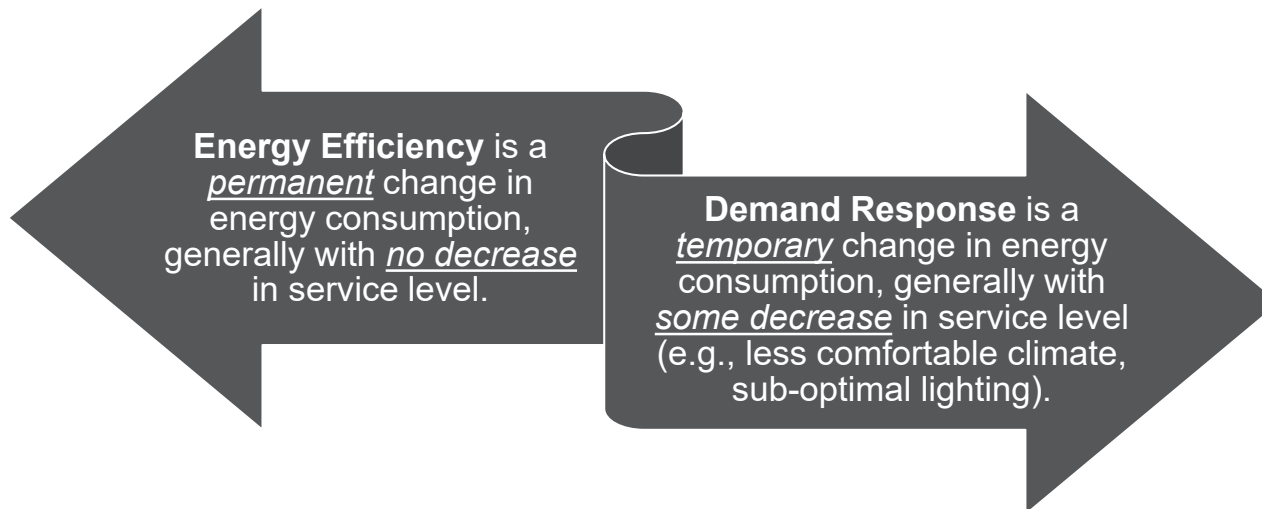 Energy Efficiency is a
permanent change in
energy consumption,
generally with no decrease
in service level.
Demand Response is a
temporary change in energy
consumption, generally with
some decrease in service level
(e.g., less comfortable climate,
sub-optimal lighting).